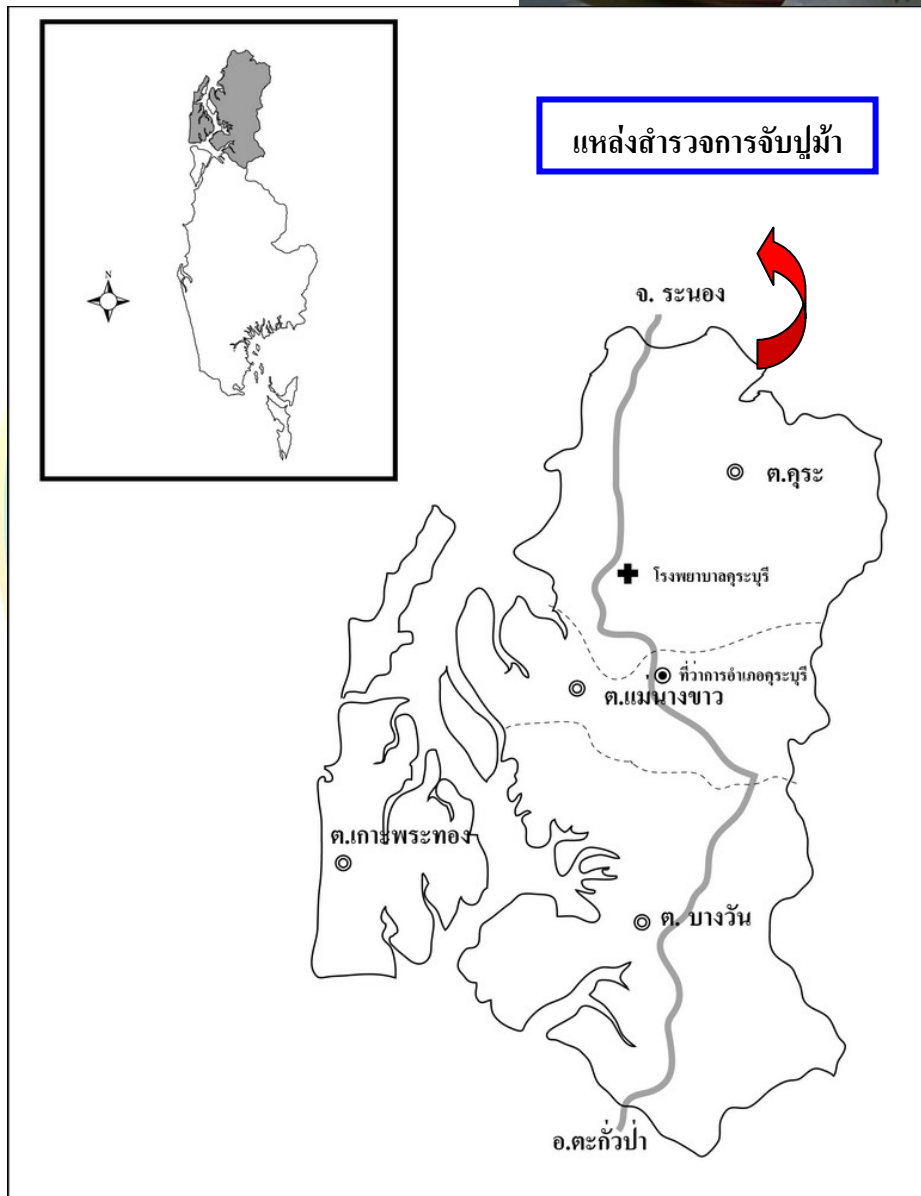 แหล่งสำรวจการจับปูม้า
N
จ. ระนอง
ต.คุระ
โรงพยาบาลคุระบุรี
ที่ว่าการอำเภอคุระบุรี
ต.แม่นางขาว
ต.เกาะพระทอง
ต. บางวัน
อ.ตะกั่วป่า